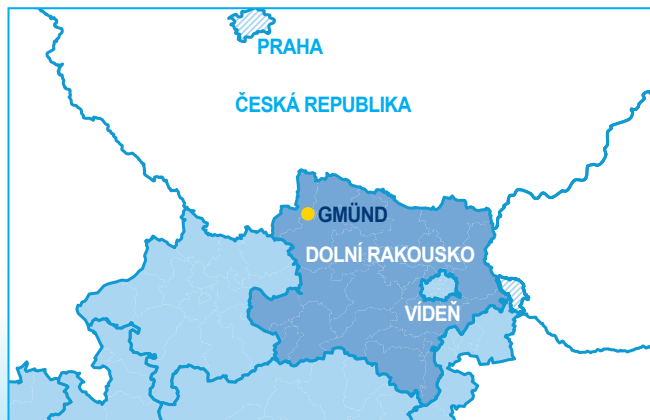 PRAHA
ČESKÁ REPUBLIKA
GMÜND
DOLNÍ RAKOUSKO
VÍDEŇ